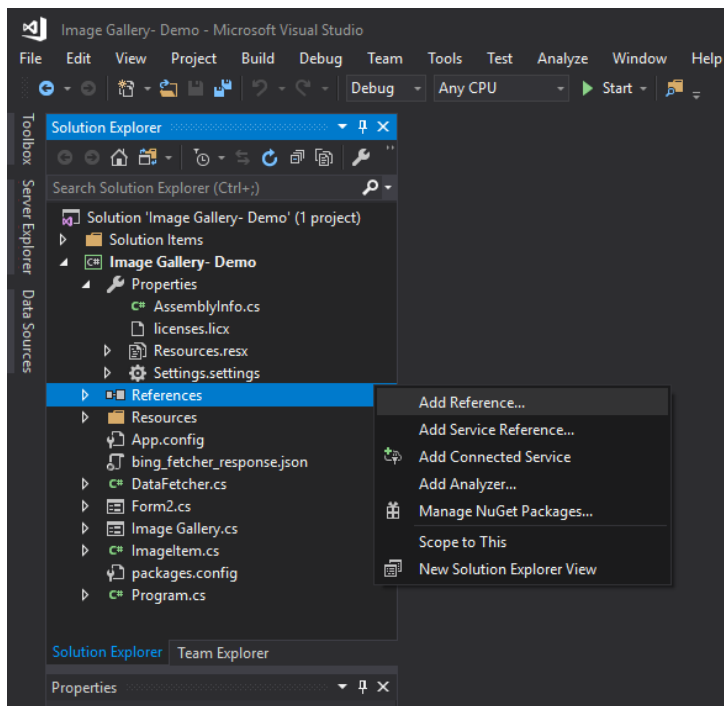 Image Gallery- Demo - Microsoft Visual Studio
File Edit View Project Build Debug Team Tools Test Analyze Window Help
Debug Any CPU Start
Toolbox
Server Explorer
Data Sources
Solution Explorer
Search Solution Explorer (Ctrl+;)
Solution 'Image Gallery- Demo' (1 project)
Solution Items
C# Image Gallery- Demo
Properties
C# AssemblyInfo.cs
licenses.licx
Resources.resx
Settings.settings
References
Resources
App.config
bing_fetcher_response.json
C# DataFetcher.cs
Form2.cs
Image Gallery.cs
C# ImageItem.cs
packages.config
C# Program.cs
Add Reference...
Add Service Reference...
Add Connected Service
Add Analyzer...
Manage NuGet Packages...
Scope to This
New Solution Explorer View
Solution Explorer Team Explorer
Properties